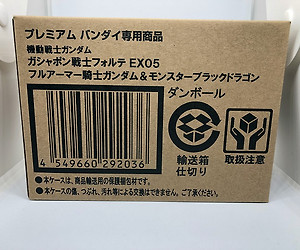 プレミアム バンダイ専用商品
機動戦士ガンダム
ガシャポン戦士フォルテ EX05
フルアーマー騎士ガンダム＆モンスターブラックドラゴン
ダンボール
4 549660 292036
輸送箱
仕切り
取扱注意
●本ケースは、商品輸送用の保護梱包材です。
●本ケースの傷、つぶれ、汚れ等による交換はできません。ご了承ください。